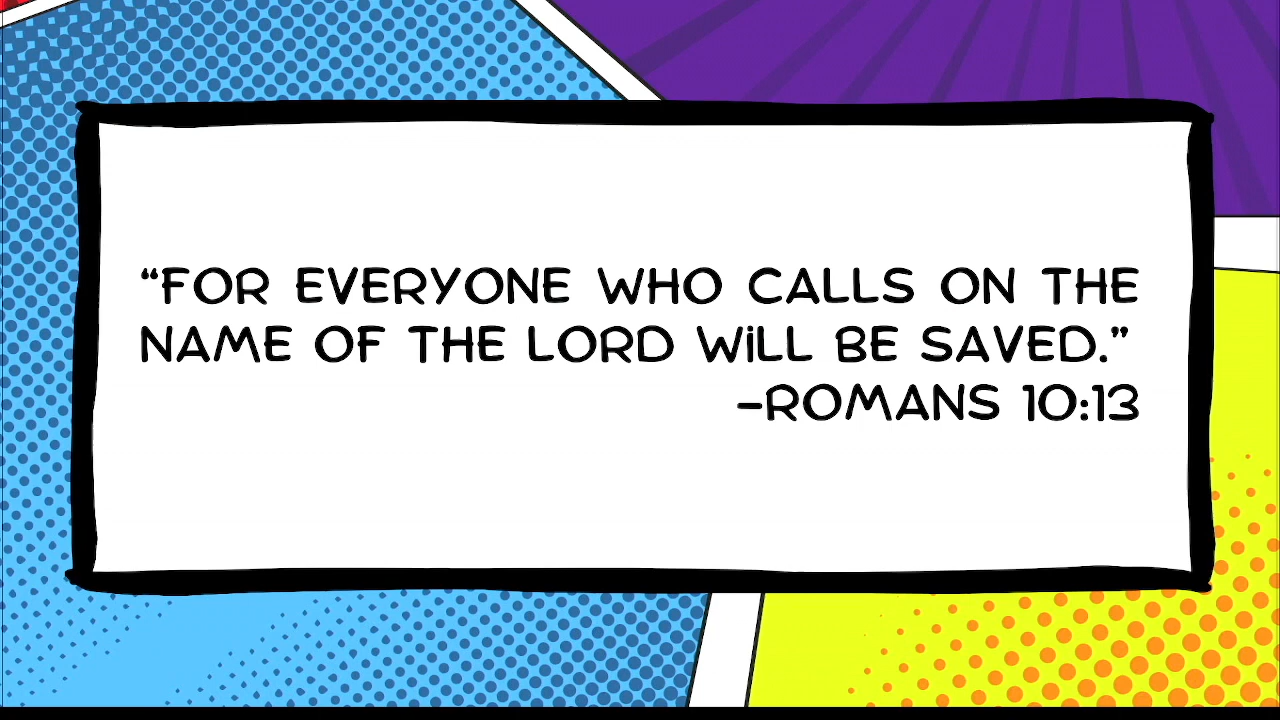 “FOR EVERYONE WHO CALLS ON THE
NAME OF THE LORD WiLL BE SAVED.”
–ROMANS 10:13